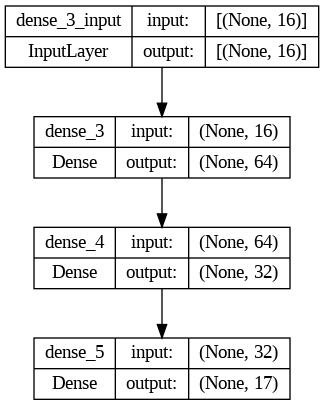 dense_3_input input: [(None, 16)]
InputLayer output: [(None, 16)]
dense_3 input: (None, 16)
Dense output: (None, 64)
dense_4 input: (None, 64)
Dense output: (None, 32)
dense_5 input: (None, 32)
Dense output: (None, 17)